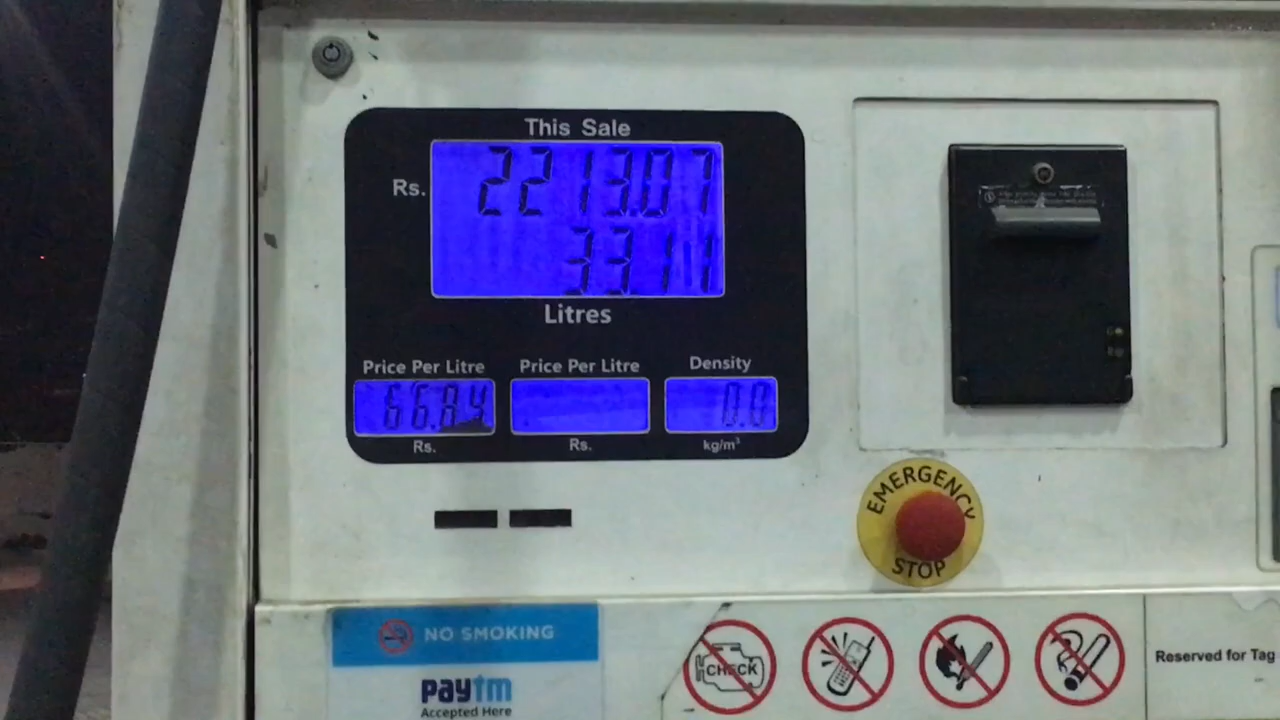 This Sale
Rs. 2213.07
33.11
Litres
Price Per Litre Price Per Litre Density
66.84 0.0
Rs. Rs. kg/m³
EMERGENCY
STOP
NO SMOKING
paytm
Accepted Here
CHECK
Reserved for Tag